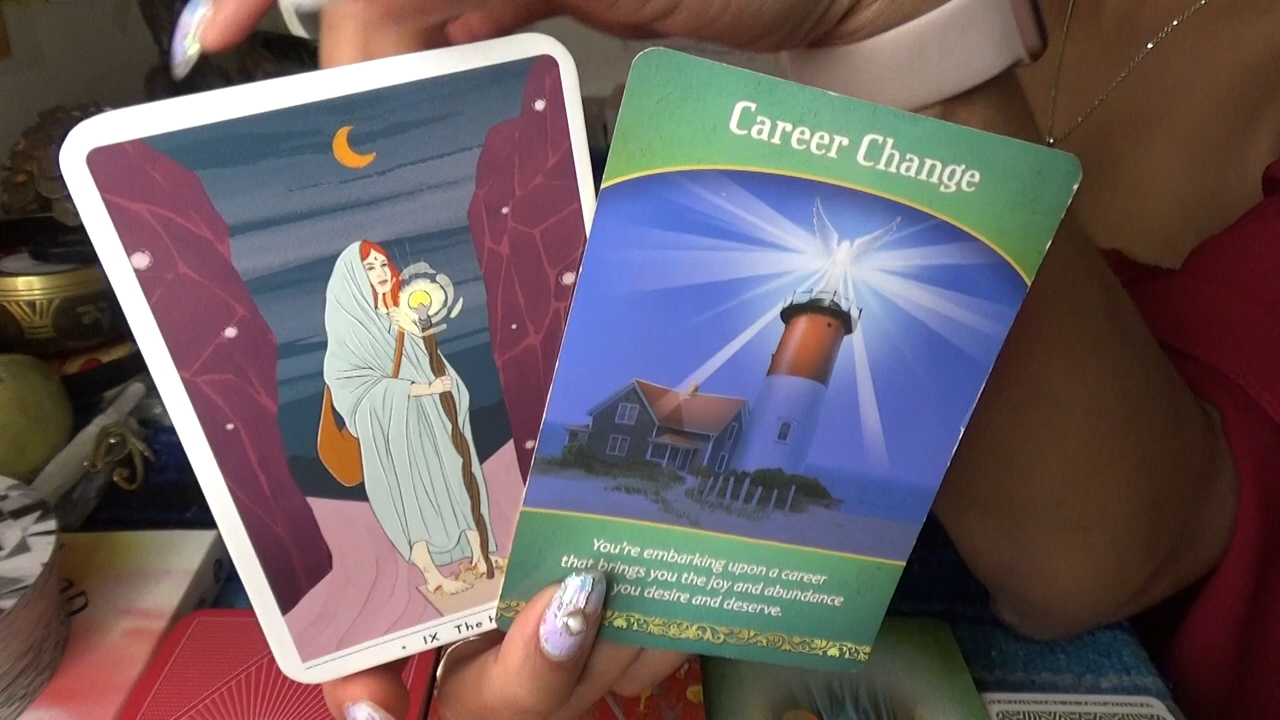 Career Change
You're embarking upon a career
that brings you the joy and abundance
you desire and deserve.
IX The